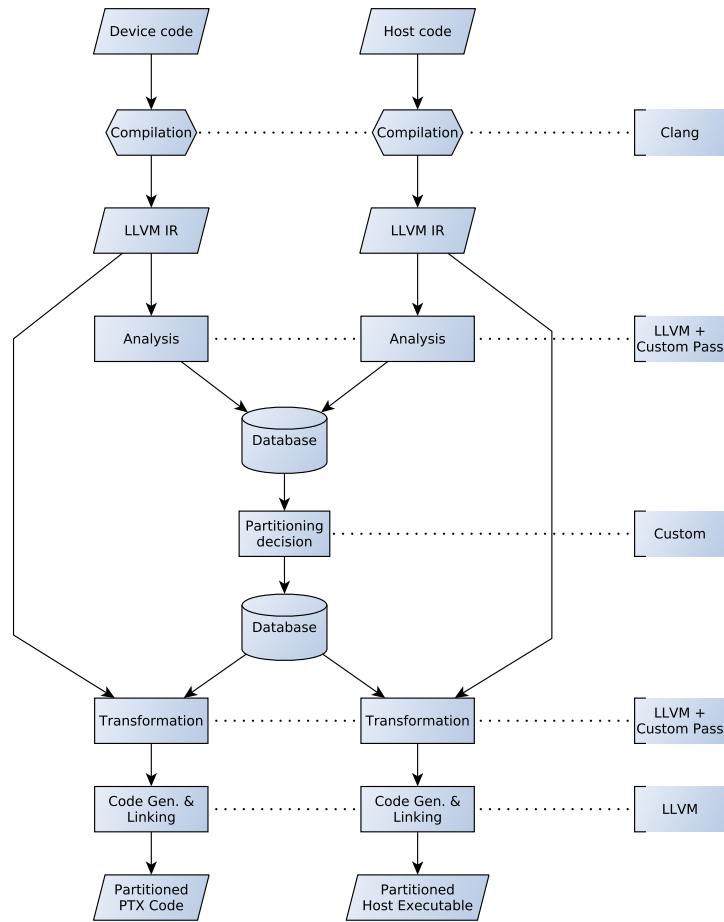 Device code
Host code
Compilation
Compilation
Clang
LLVM IR
LLVM IR
Analysis
Analysis
LLVM +
Custom Pass
Database
Partitioning
decision
Custom
Database
Transformation
Transformation
LLVM +
Custom Pass
Code Gen. &
Linking
Code Gen. &
Linking
LLVM
Partitioned
PTX Code
Partitioned
Host Executable